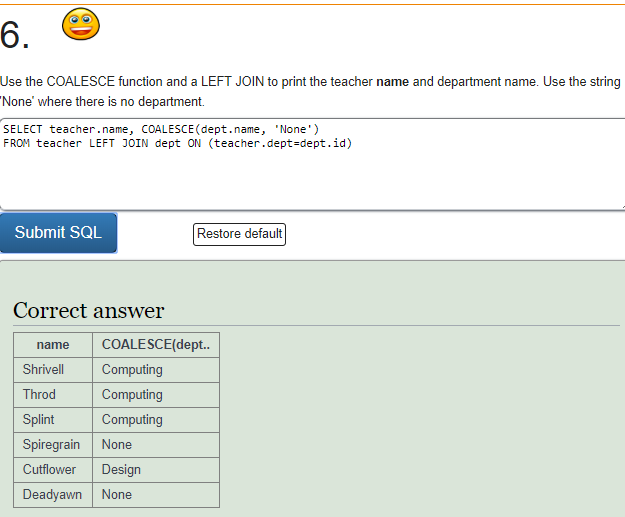 6.
Use the COALESCE function and a LEFT JOIN to print the teacher name and department name. Use the string
'None' where there is no department.
SELECT teacher.name, COALESCE(dept.name, 'None')
FROM teacher LEFT JOIN dept ON (teacher.dept=dept.id)
Submit SQL Restore default
Correct answer
name COALESCE(dept..
Shrivell Computing
Throd Computing
Splint Computing
Spiregrain None
Cutflower Design
Deadyawn None